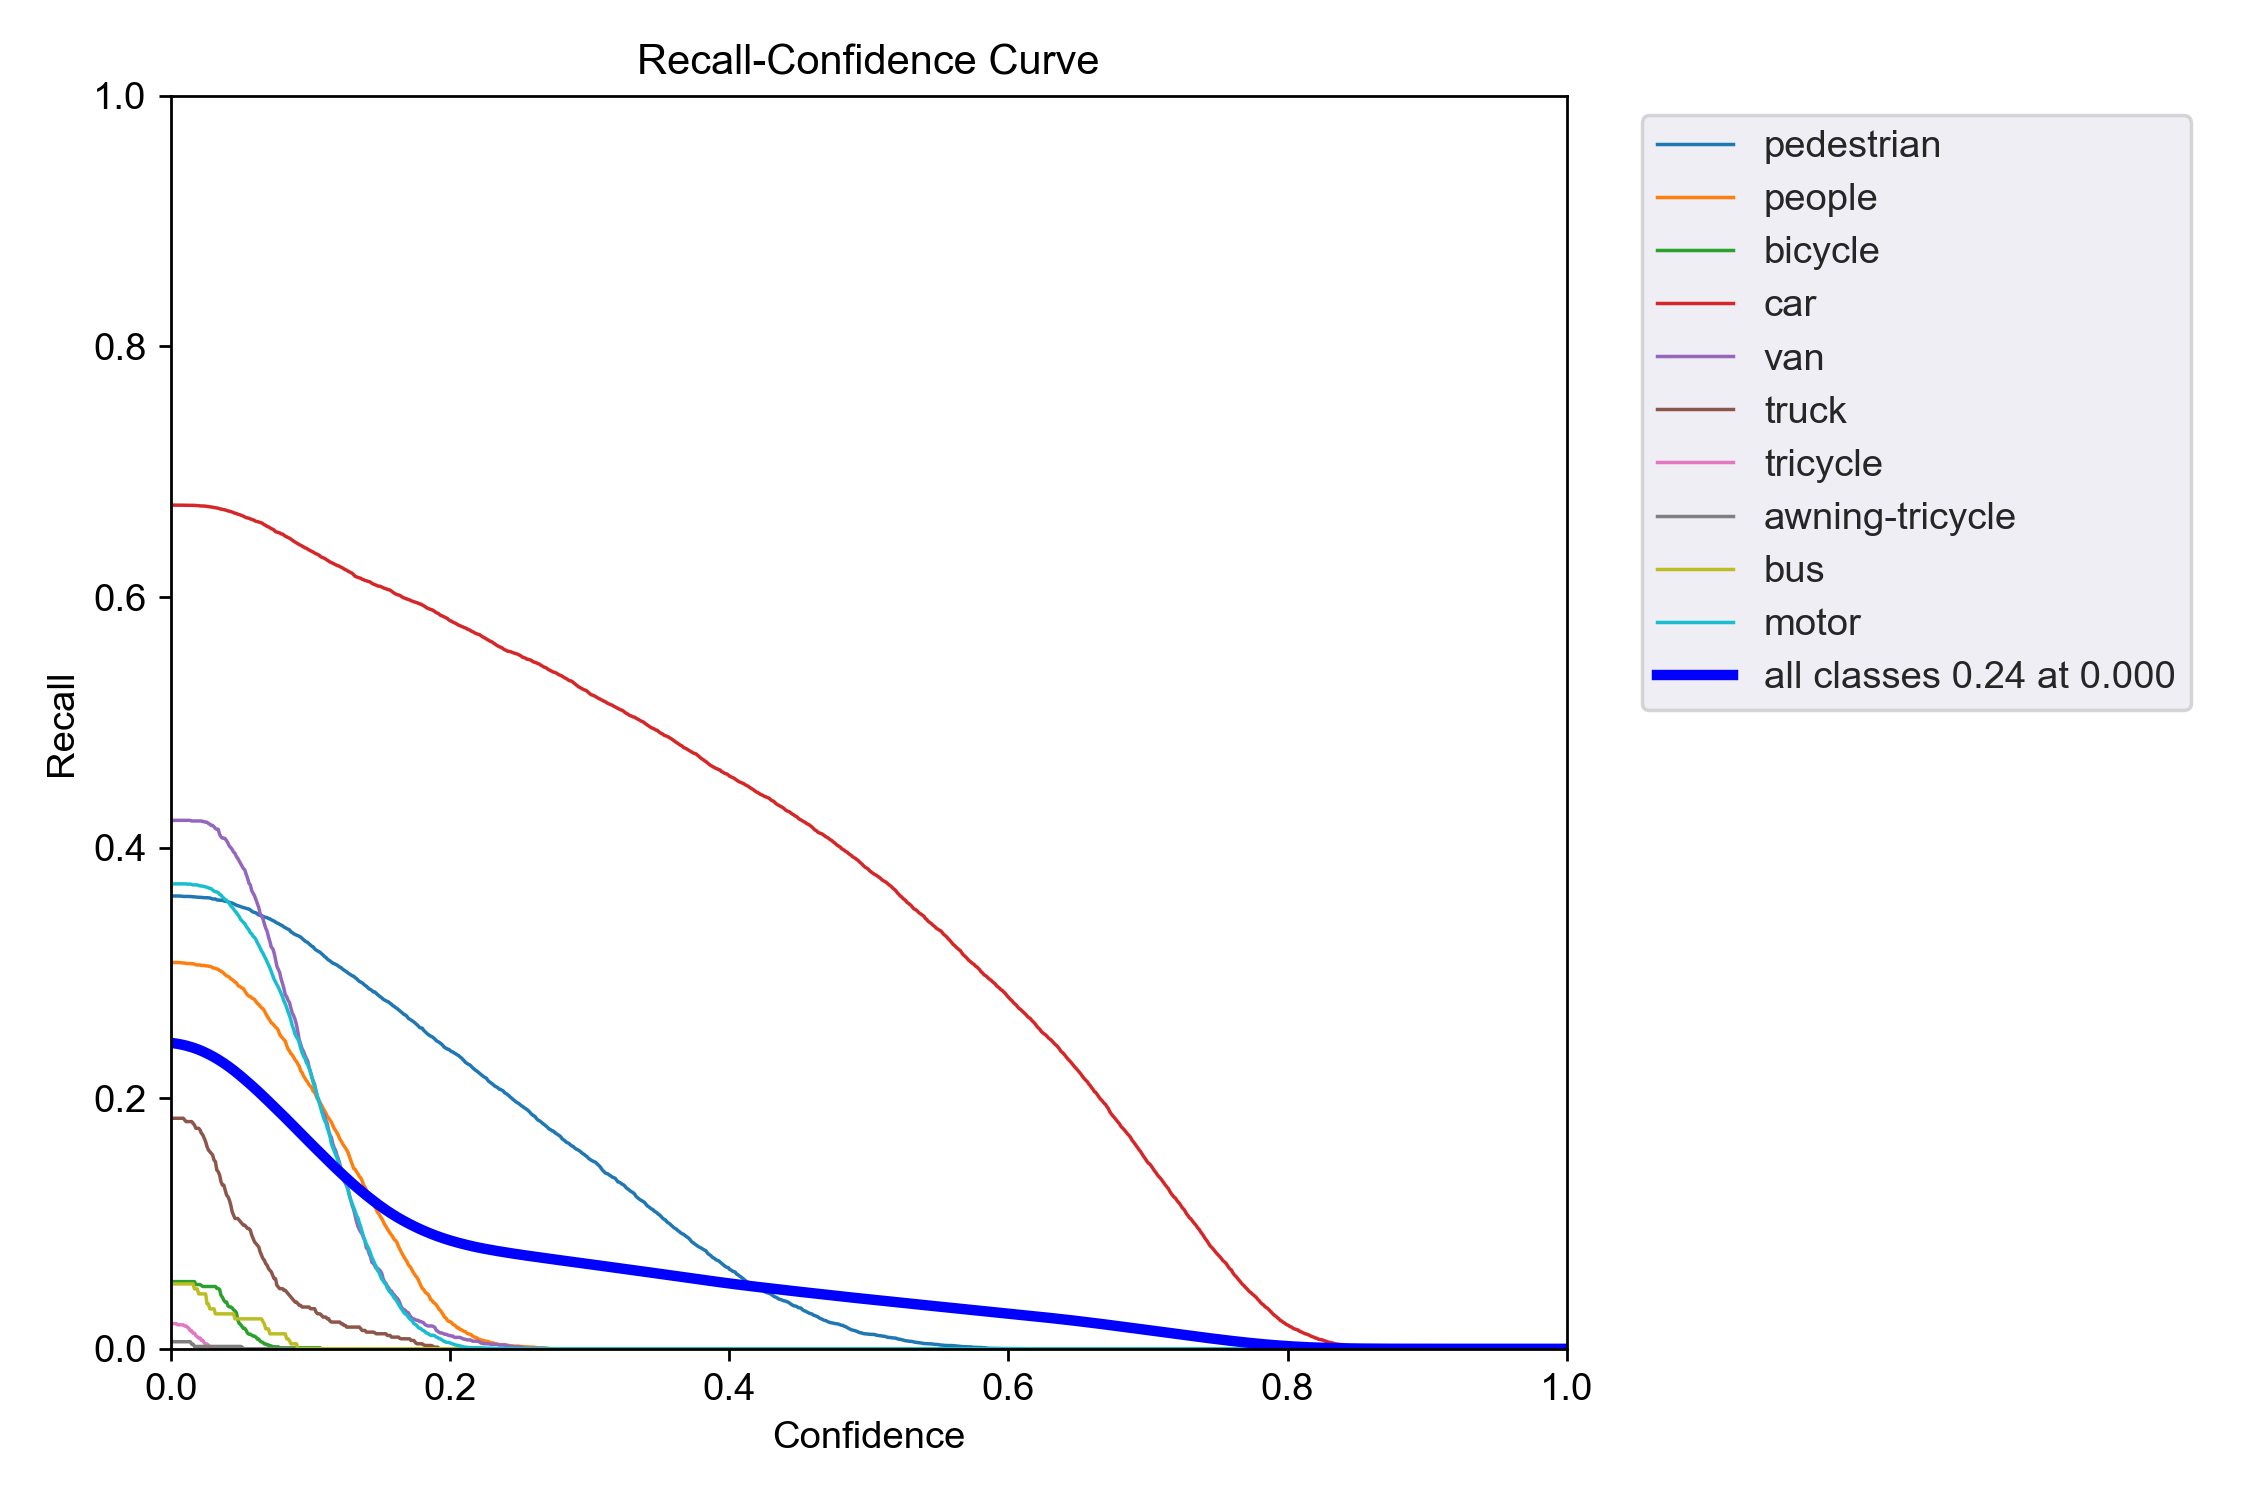 Recall-Confidence Curve
1.0
0.8
0.6
0.4
0.2
0.0
Recall
0.0 0.2 0.4 0.6 0.8 1.0
Confidence
pedestrian
people
bicycle
car
van
truck
tricycle
awning-tricycle
bus
motor
all classes 0.24 at 0.000